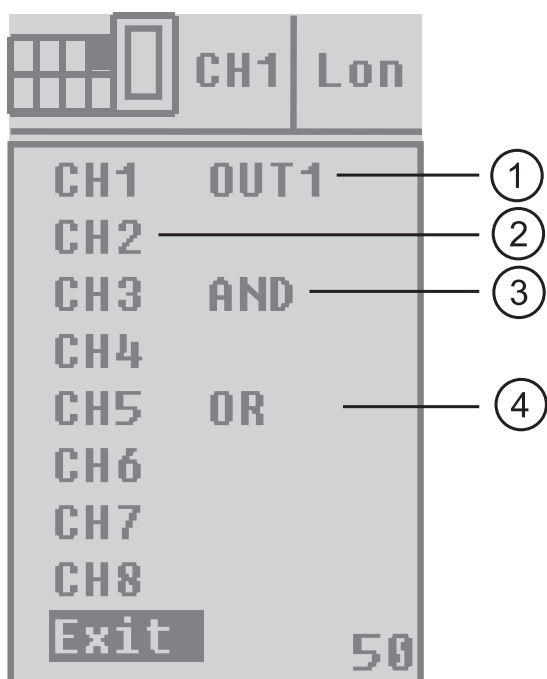 CH1 Lon
CH1 OUT1 1
CH2 2
CH3 AND 3
CH4
CH5 OR 4
CH6
CH7
CH8
Exit 50